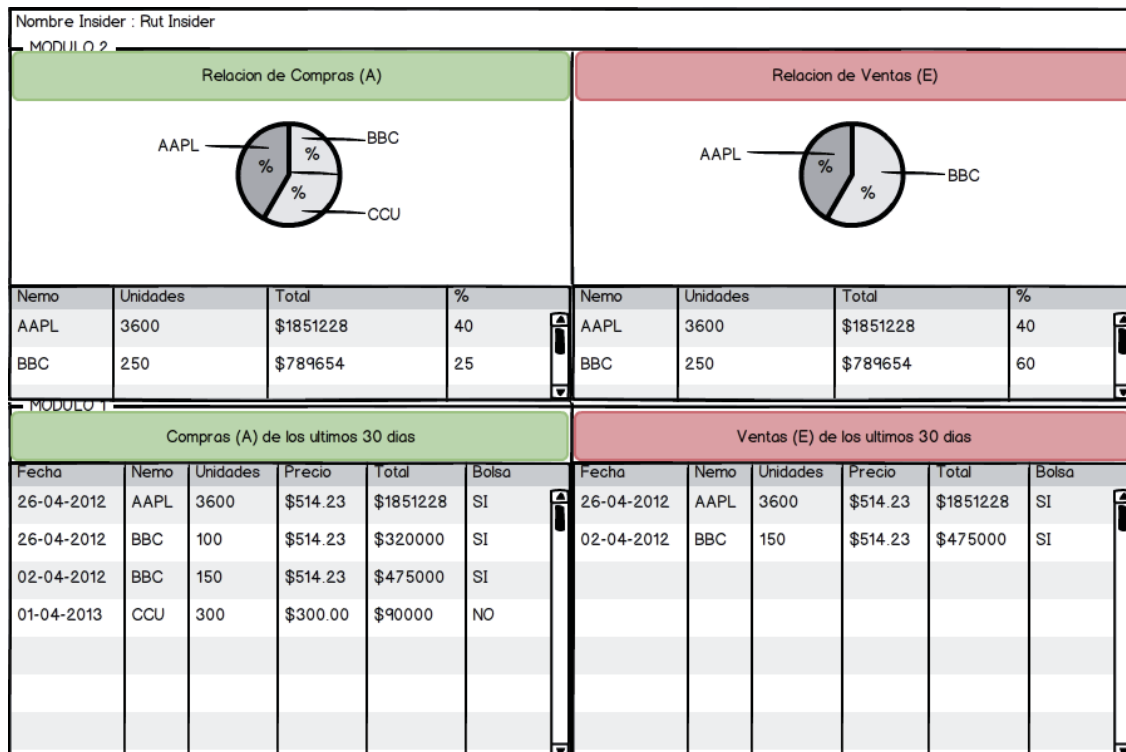 Nombre Insider : Rut Insider
MODULO 2
Relacion de Compras (A)
AAPL
BBC
%
%
%
CCU
Nemo Unidades Total %
AAPL 3600 $1851228 40
BBC 250 $789654 25
Relacion de Ventas (E)
AAPL
%
BBC
%
Nemo Unidades Total %
AAPL 3600 $1851228 40
BBC 250 $789654 60
MODULO 1
Compras (A) de los ultimos 30 dias
Fecha Nemo Unidades Precio Total Bolsa
26-04-2012 AAPL 3600 $514.23 $1851228 SI
26-04-2012 BBC 100 $514.23 $320000 SI
02-04-2012 BBC 150 $514.23 $475000 SI
01-04-2013 CCU 300 $300.00 $90000 NO
Ventas (E) de los ultimos 30 dias
Fecha Nemo Unidades Precio Total Bolsa
26-04-2012 AAPL 3600 $514.23 $1851228 SI
02-04-2012 BBC 150 $514.23 $475000 SI